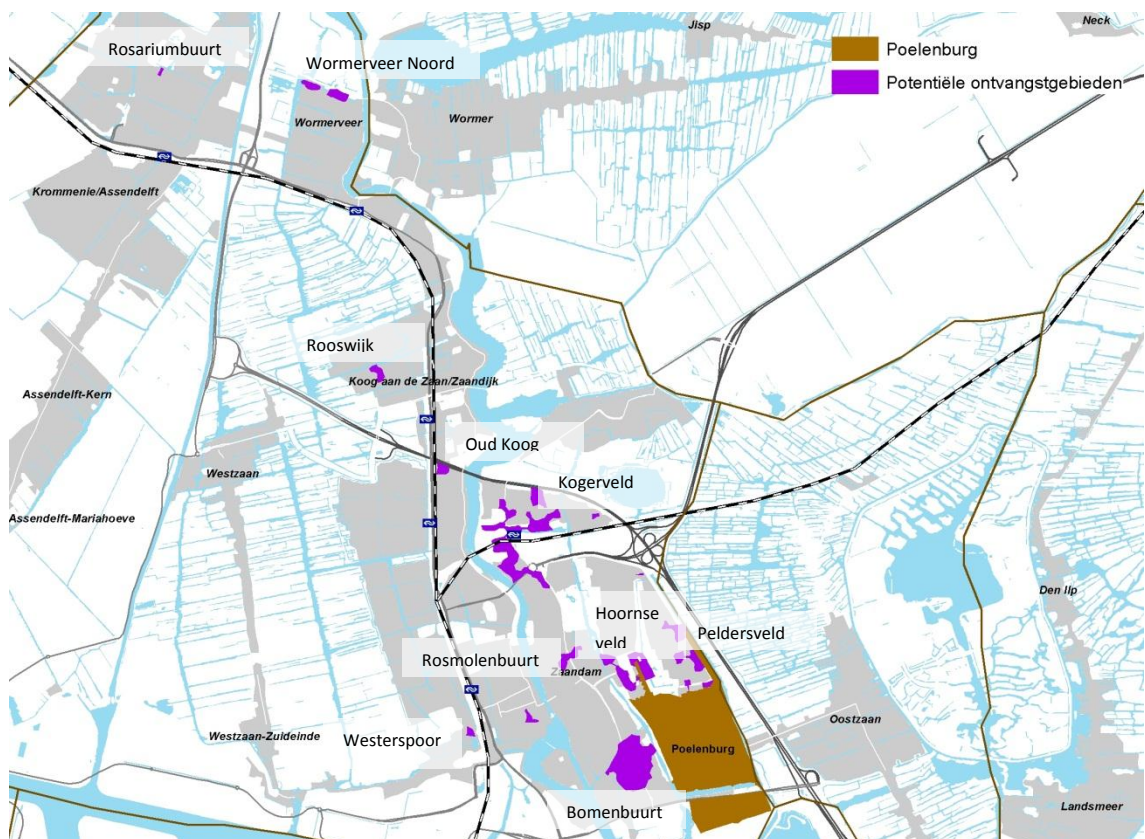 Jisp
Neck
Rosariumbuurt
Poelenburg
Wormerveer Noord
Potentiële ontvangstgebieden
Wormerveer
Wormer
Krommenie/Assendelft
Rooswijk
Koog aan de Zaan/Zaandijk
Assendelft-Kern
Oud Koog
Westzaan
Kogerveld
Assendelft-Mariahoeve
Den Ilp
Hoornse
veld
Peldersveld
Rosmolenbuurt
Zaandam
Oostzaan
Westzaan-Zuideinde
Westerspoor
Poelenburg
Bomenbuurt
Landsmeer